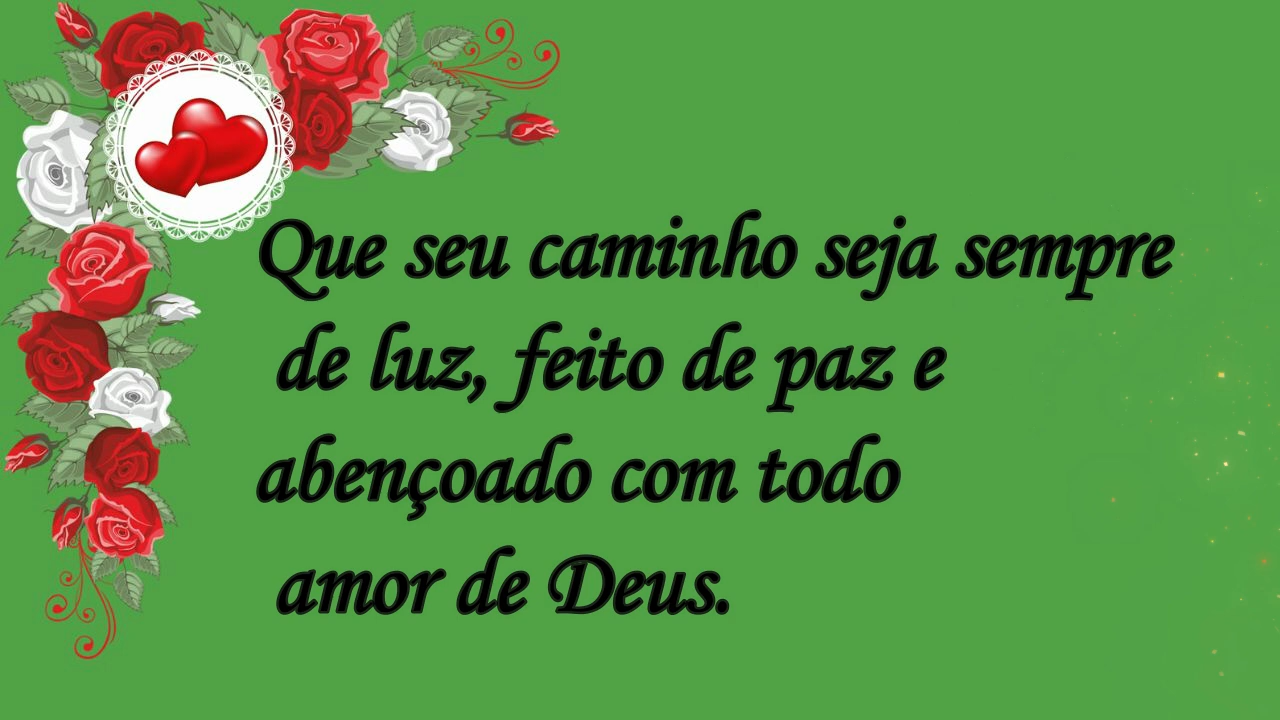 Que seu caminho seja sempre
de luz, feito de paz e
abençoado com todo
amor de Deus.